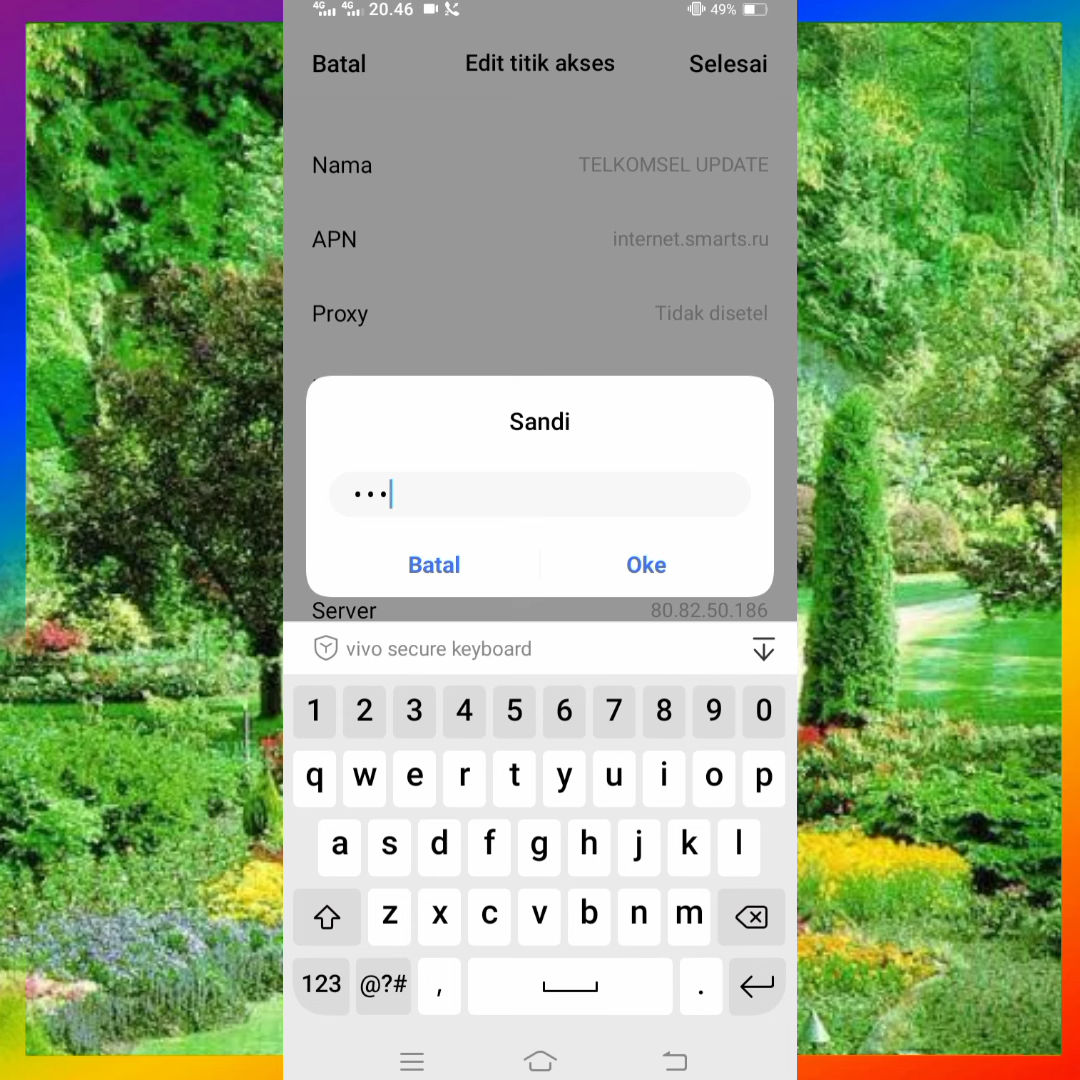 4G 4G 20.46 49%
Batal Edit titik akses Selesai
Nama TELKOMSEL UPDATE
APN internet.smarts.ru
Proxy Tidak disetel
Sandi
•••
Batal Oke
Server 80.82.50.186
vivo secure keyboard
1 2 3 4 5 6 7 8 9 0
q w e r t y u i o p
a s d f g h j k l
z x c v b n m
123 @?# , .